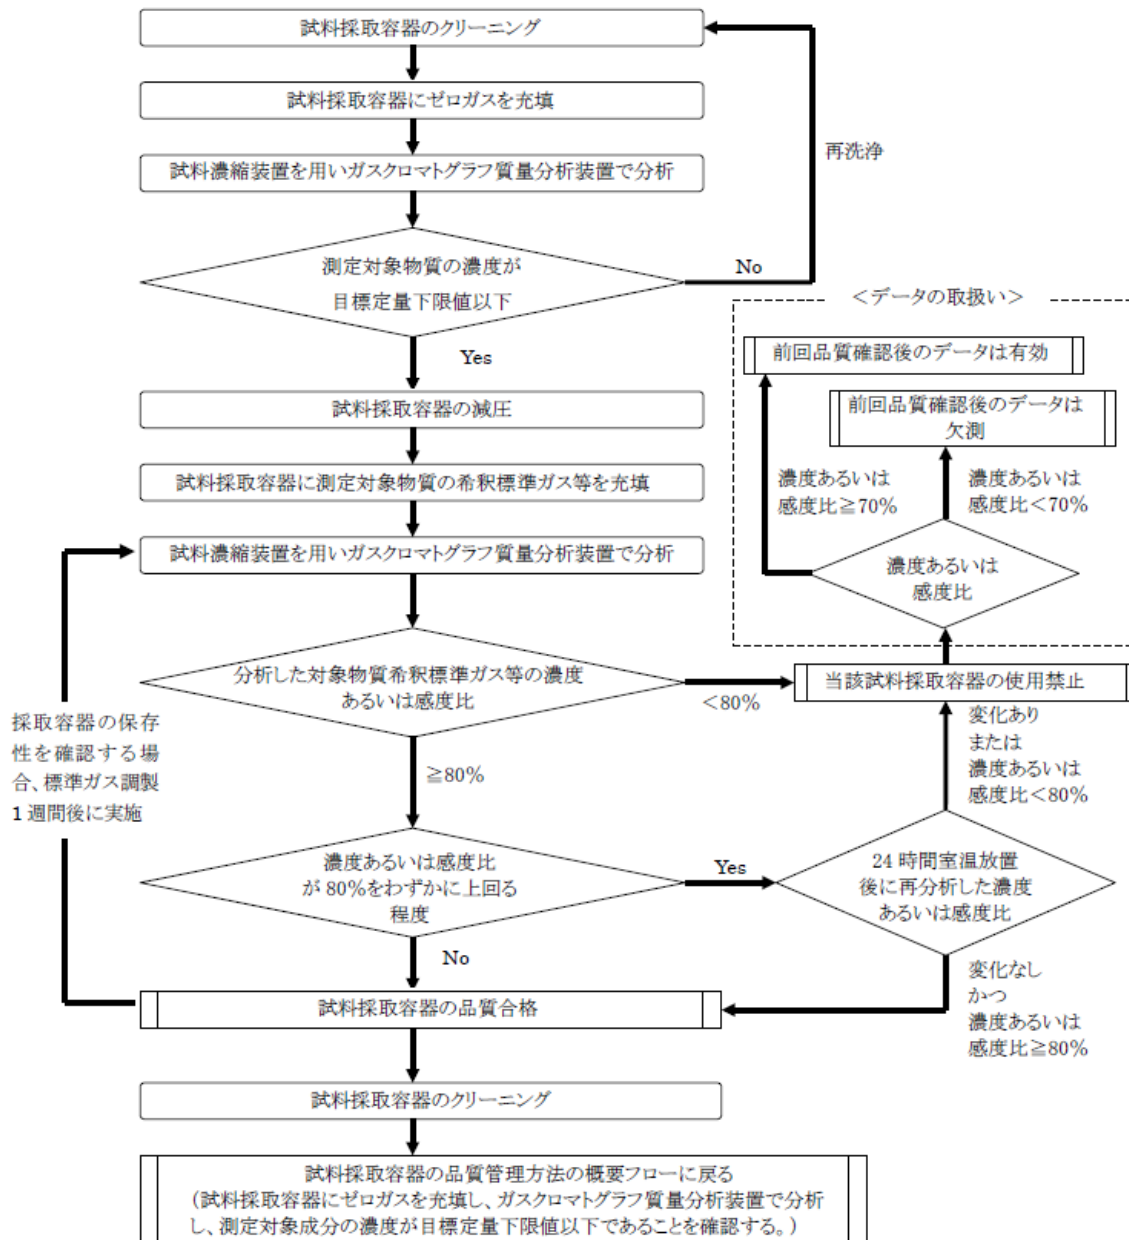 試料採取容器のクリーニング
試料採取容器にゼロガスを充填
再洗浄
試料濃縮装置を用いガスクロマトグラフ質量分析装置で分析
測定対象物質の濃度が
目標定量下限値以下
No
Yes
＜データの取扱い＞
前回品質確認後のデータは有効
前回品質確認後のデータは
欠測
濃度あるいは
感度比≧70%
濃度あるいは
感度比＜70%
濃度あるいは
感度比
試料採取容器の減圧
試料採取容器に測定対象物質の希釈標準ガス等を充填
試料濃縮装置を用いガスクロマトグラフ質量分析装置で分析
分析した対象物質希釈標準ガス等の濃度
あるいは感度比
＜80%
当該試料採取容器の使用禁止
変化あり
または
濃度あるいは
感度比＜80%
採取容器の保存
性を確認する場
合、標準ガス調製
1 週間後に実施
≧80%
濃度あるいは感度比
が 80%をわずかに上回る
程度
Yes
24 時間室温放置
後に再分析した濃度
あるいは感度比
No
変化なし
かつ
濃度あるいは
感度比≧80%
試料採取容器の品質合格
試料採取容器のクリーニング
試料採取容器の品質管理方法の概要フローに戻る
（試料採取容器にゼロガスを充填し、ガスクロマトグラフ質量分析装置で分析
し、測定対象成分の濃度が目標定量下限値以下であることを確認する。）